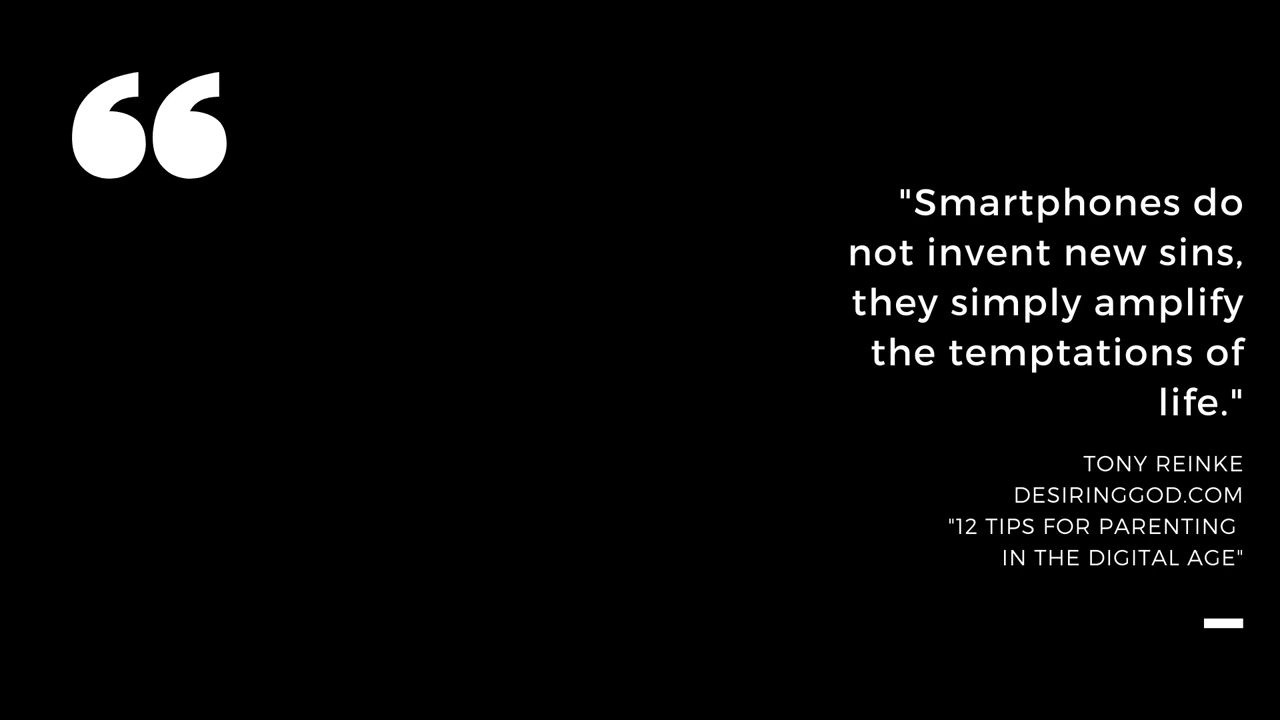 "Smartphones do
not invent new sins,
they simply amplify
the temptations of
life."
TONY REINKE
DESIRINGGOD.COM
"12 TIPS FOR PARENTING
IN THE DIGITAL AGE"